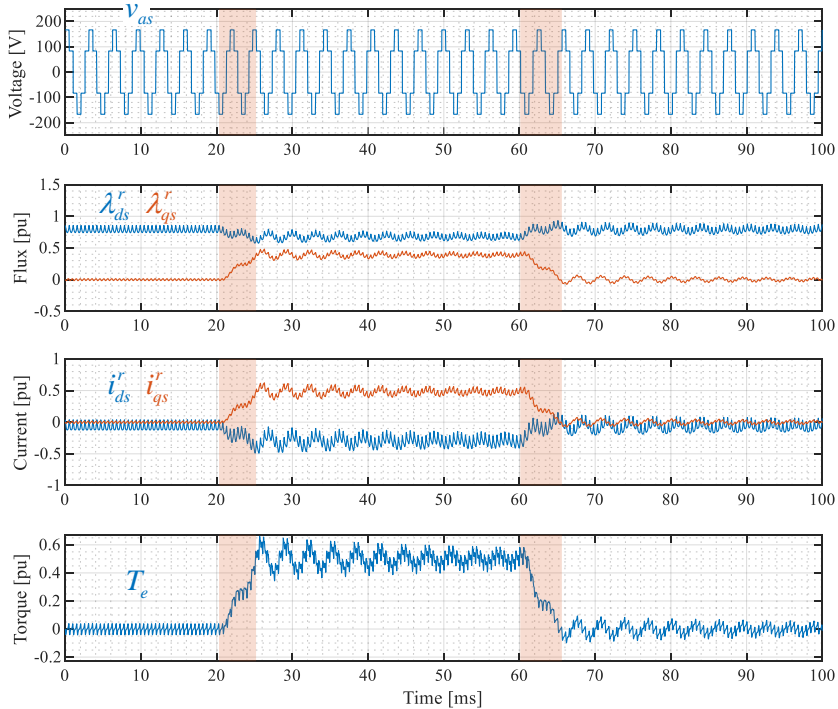 v_as
Voltage [V]
200
100
0
-100
-200
0 10 20 30 40 50 60 70 80 90 100
λ^r_ds λ^r_qs
Flux [pu]
1.5
1
0.5
0
-0.5
0 10 20 30 40 50 60 70 80 90 100
i^r_ds i^r_qs
Current [pu]
1
0.5
0
-0.5
-1
0 10 20 30 40 50 60 70 80 90 100
T_e
Torque [pu]
0.6
0.4
0.2
0
-0.2
0 10 20 30 40 50 60 70 80 90 100
Time [ms]